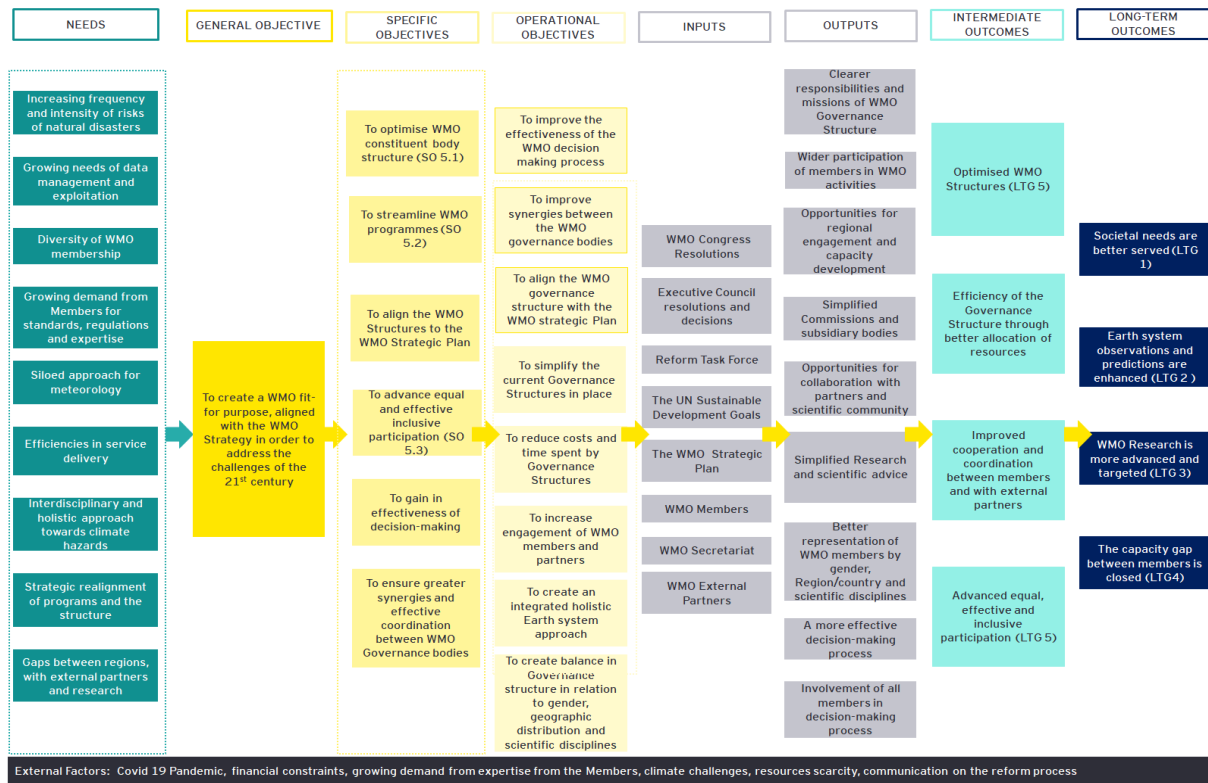 NEEDS
GENERAL OBJECTIVE
SPECIFIC
OBJECTIVES
OPERATIONAL
OBJECTIVES
INPUTS
OUTPUTS
INTERMEDIATE
OUTCOMES
LONG-TERM
OUTCOMES
Increasing frequency
and intensity of risks
of natural disasters
Growing needs of data
management and
exploitation
Diversity of WMO
membership
Growing demand from
Members for
standards, regulations
and expertise
Siloed approach for
meteorology
Efficiencies in service
delivery
Interdisciplinary and
holistic approach
towards climate
hazards
Strategic realignment
of programs and the
structure
Gaps between regions,
with external partners
and research
To create a WMO fit-
for purpose, aligned
with the WMO
Strategy in order to
address the
challenges of the
21st century
To optimise WMO
constituent body
structure (SO 5.1)
To streamline WMO
programmes (SO
5.2)
To align the WMO
Structures to the
WMO Strategic Plan
To advance equal
and effective
inclusive
participation (SO
5.3)
To gain in
effectiveness of
decision-making
To ensure greater
synergies and
effective
coordination
between WMO
Governance bodies
To improve the
effectiveness of the
WMO decision
making process
To improve
synergies between
the WMO
governance bodies
To align the WMO
governance
structure with the
WMO strategic Plan
To simplify the
current Governance
Structures in place
To reduce costs and
time spent by
Governance
Structures
To increase
engagement of WMO
members and
partners
To create an
integrated holistic
Earth system
approach
To create balance in
Governance
structure in relation
to gender,
geographic
distribution and
scientific disciplines
WMO Congress
Resolutions
Executive Council
resolutions and
decisions
Reform Task Force
The UN Sustainable
Development Goals
The WMO Strategic
Plan
WMO Members
WMO Secretariat
WMO External
Partners
Clearer
responsibilities and
missions of WMO
Governance
Structure
Wider participation
of members in WMO
activities
Opportunities for
regional
engagement and
capacity
development
Simplified
Commissions and
subsidiary bodies
Opportunities for
collaboration with
partners and
scientific community
Simplified Research
and scientific advice
Better
representation of
WMO members by
gender,
Region/country and
scientific disciplines
A more effective
decision-making
process
Involvement of all
members in
decision-making
process
Optimised WMO
Structures (LTG 5)
Efficiency of the
Governance
Structure through
better allocation of
resources
Improved
cooperation and
coordination
between members
and with external
partners
Advanced equal,
effective and
inclusive
participation (LTG 5)
Societal needs are
better served (LTG
1)
Earth system
observations and
predictions are
enhanced (LTG 2 )
WMO Research is
more advanced and
targeted (LTG 3)
The capacity gap
between members is
closed (LTG4)
External Factors: Covid 19 Pandemic, financial constraints, growing demand from expertise from the Members, climate challenges, resources scarcity, communication on the reform process